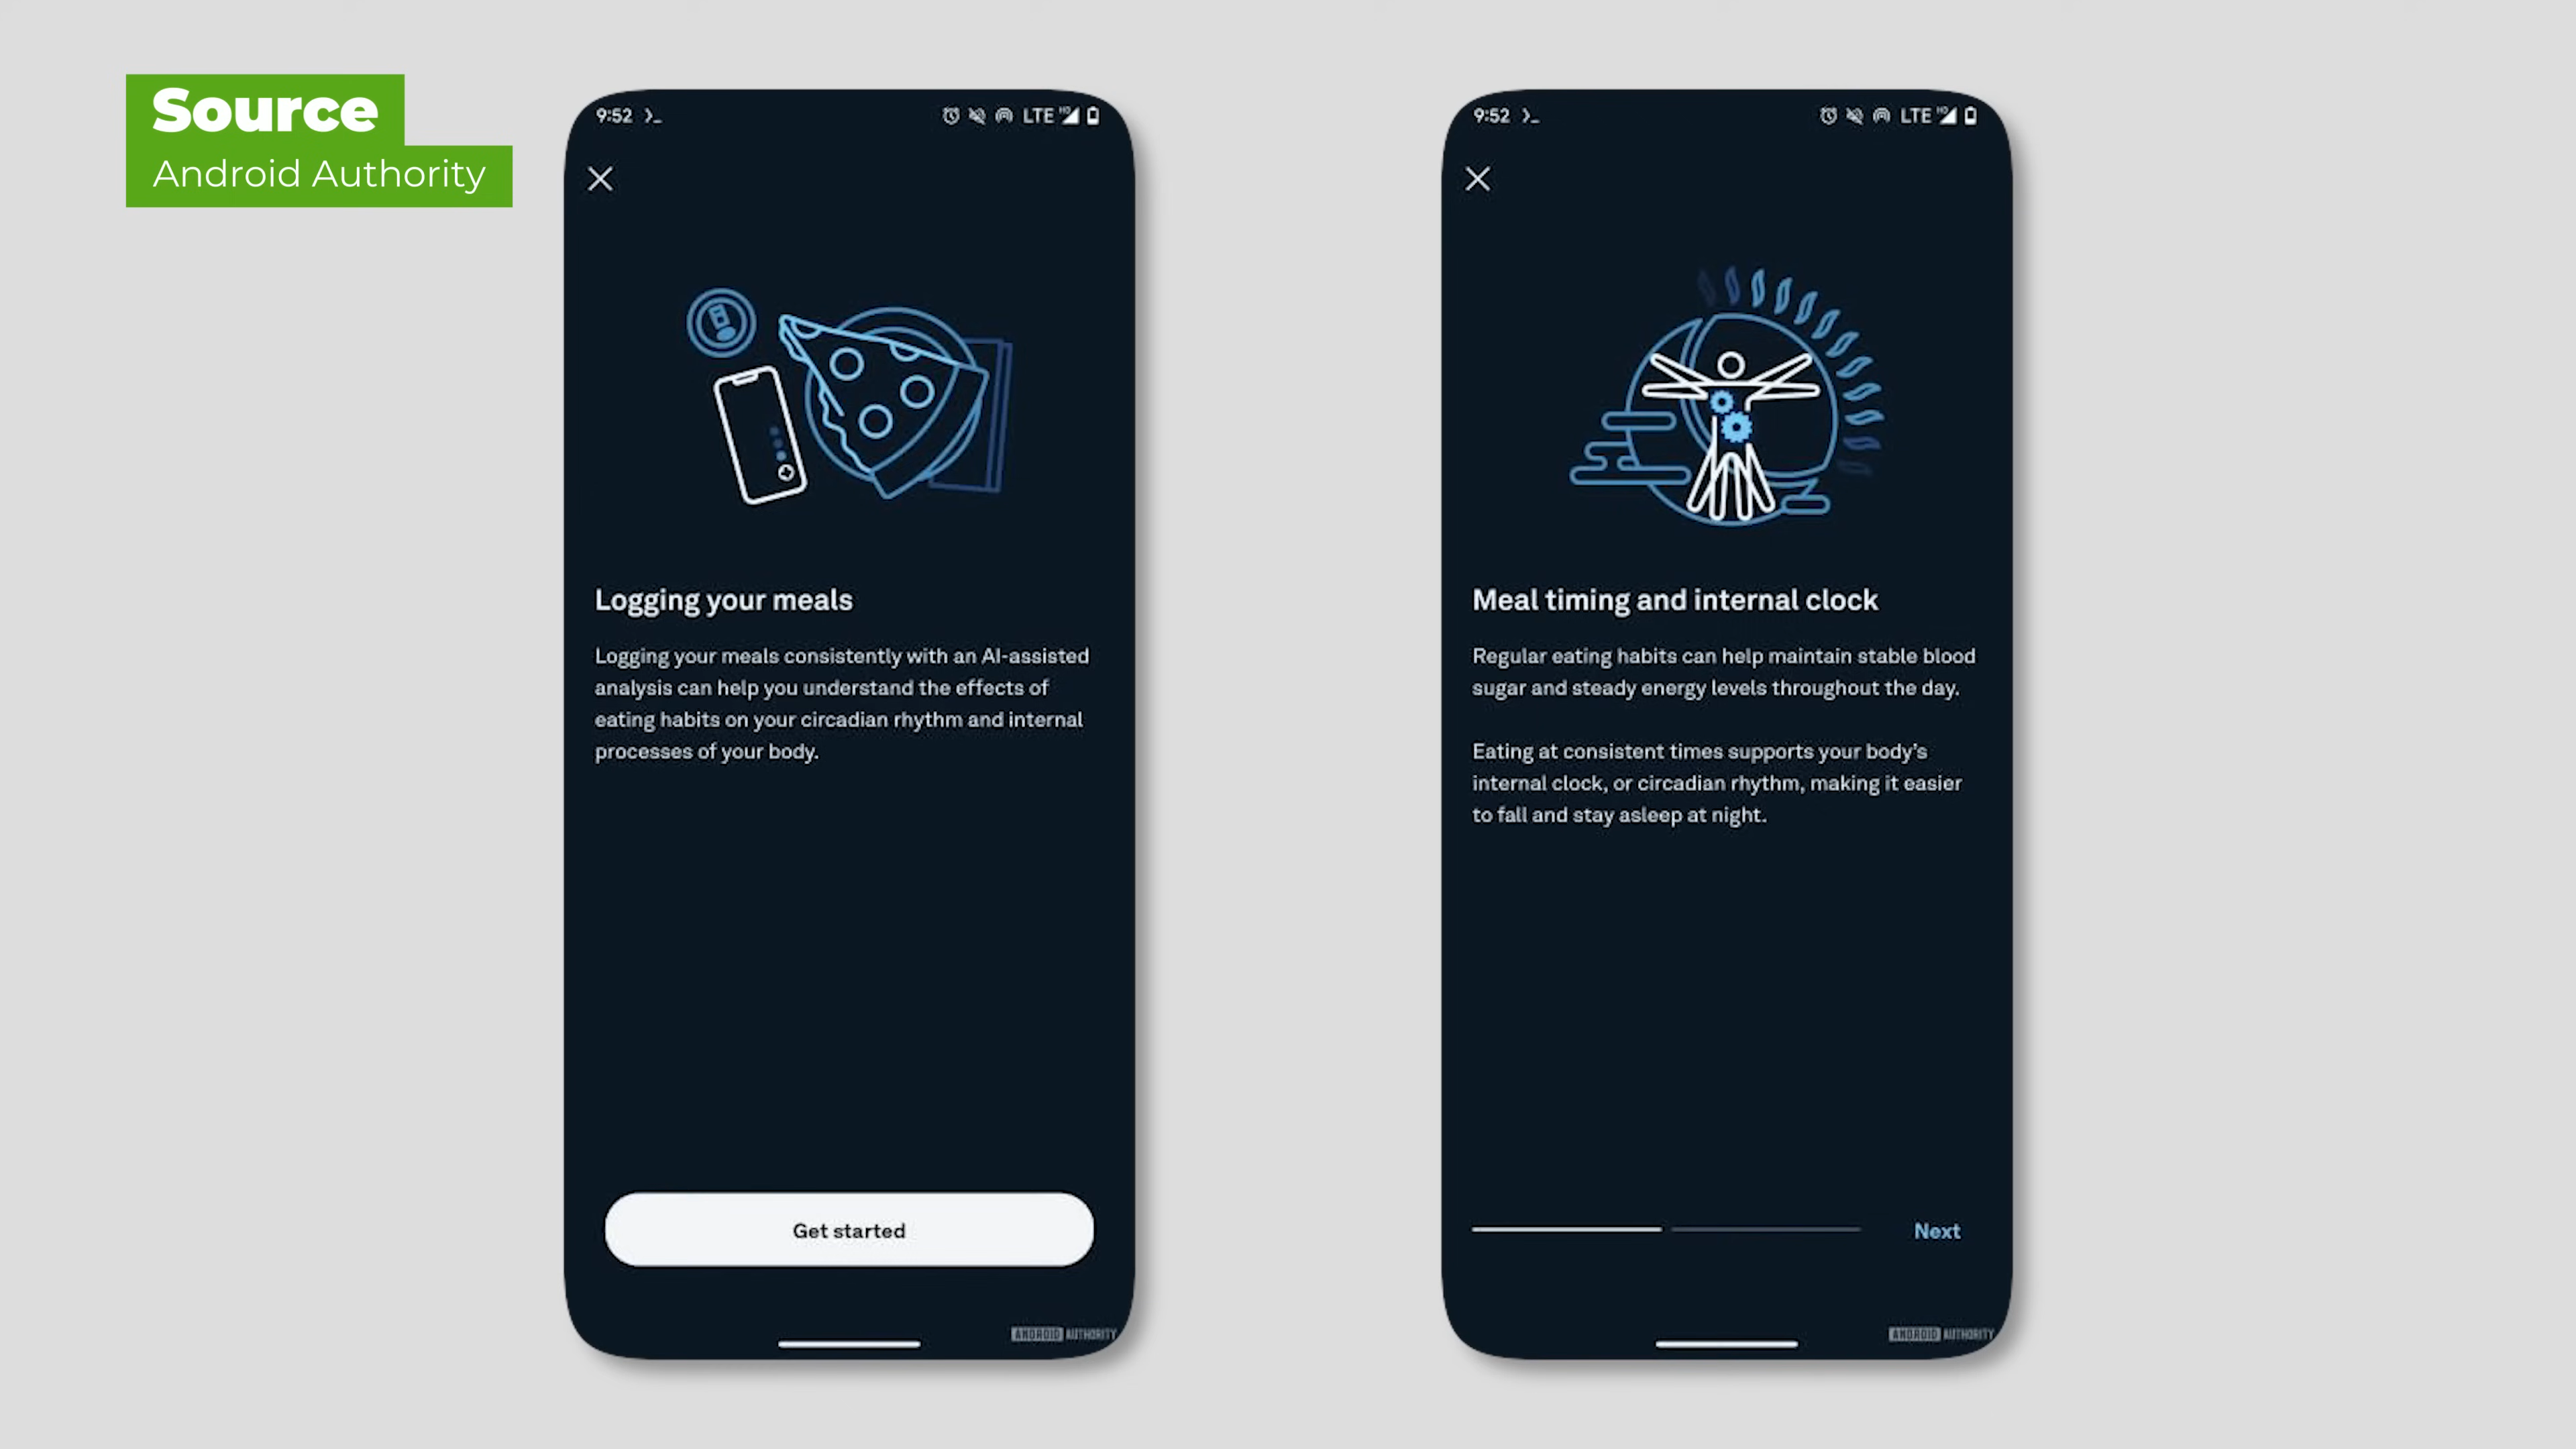 Source
Android Authority
9:52
LTE
Logging your meals
Logging your meals consistently with an AI-assisted
analysis can help you understand the effects of
eating habits on your circadian rhythm and internal
processes of your body.
Get started
ANDROID AUTHORITY
9:52
LTE
Meal timing and internal clock
Regular eating habits can help maintain stable blood
sugar and steady energy levels throughout the day.
Eating at consistent times supports your body's
internal clock, or circadian rhythm, making it easier
to fall and stay asleep at night.
Next
ANDROID AUTHORITY